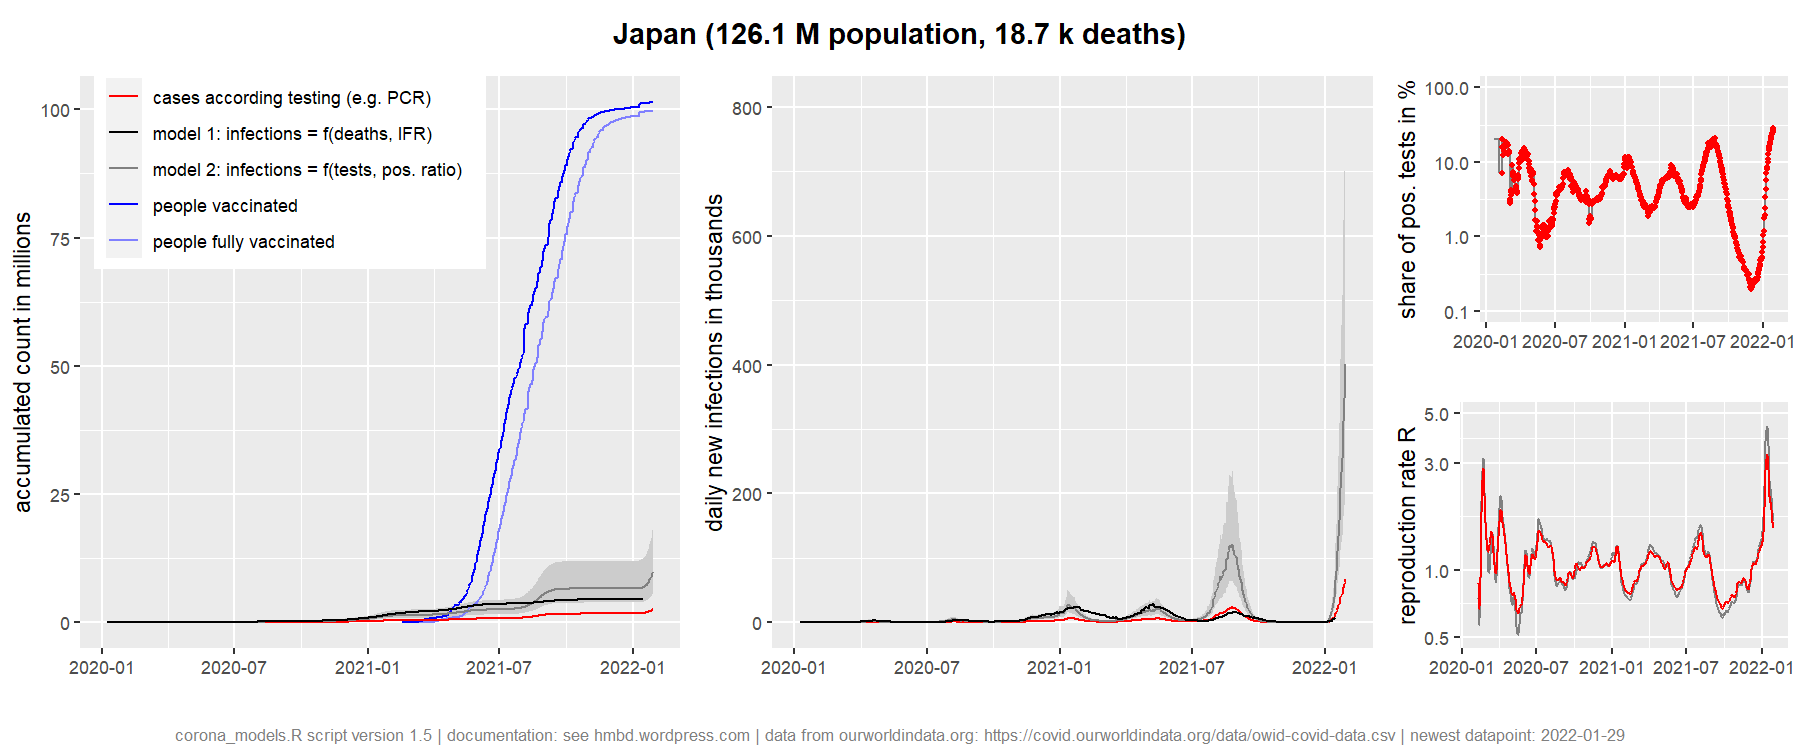 Japan (126.1 M population, 18.7 k deaths)
accumulated count in millions
100
75
50
25
0
cases according testing (e.g. PCR)
model 1: infections = f(deaths, IFR)
model 2: infections = f(tests, pos. ratio)
people vaccinated
people fully vaccinated
2020-01 2020-07 2021-01 2021-07 2022-01
daily new infections in thousands
800
600
400
200
0
2020-01 2020-07 2021-01 2021-07 2022-01
share of pos. tests in %
100.0
10.0
1.0
0.1
2020-01 2020-07 2021-01 2021-07 2022-01
reproduction rate R
5.0
3.0
1.0
0.5
2020-01 2020-07 2021-01 2021-07 2022-01
corona_models.R script version 1.5 | documentation: see hmbd.wordpress.com | data from ourworldindata.org: https://covid.ourworldindata.org/data/owid-covid-data.csv | newest datapoint: 2022-01-29